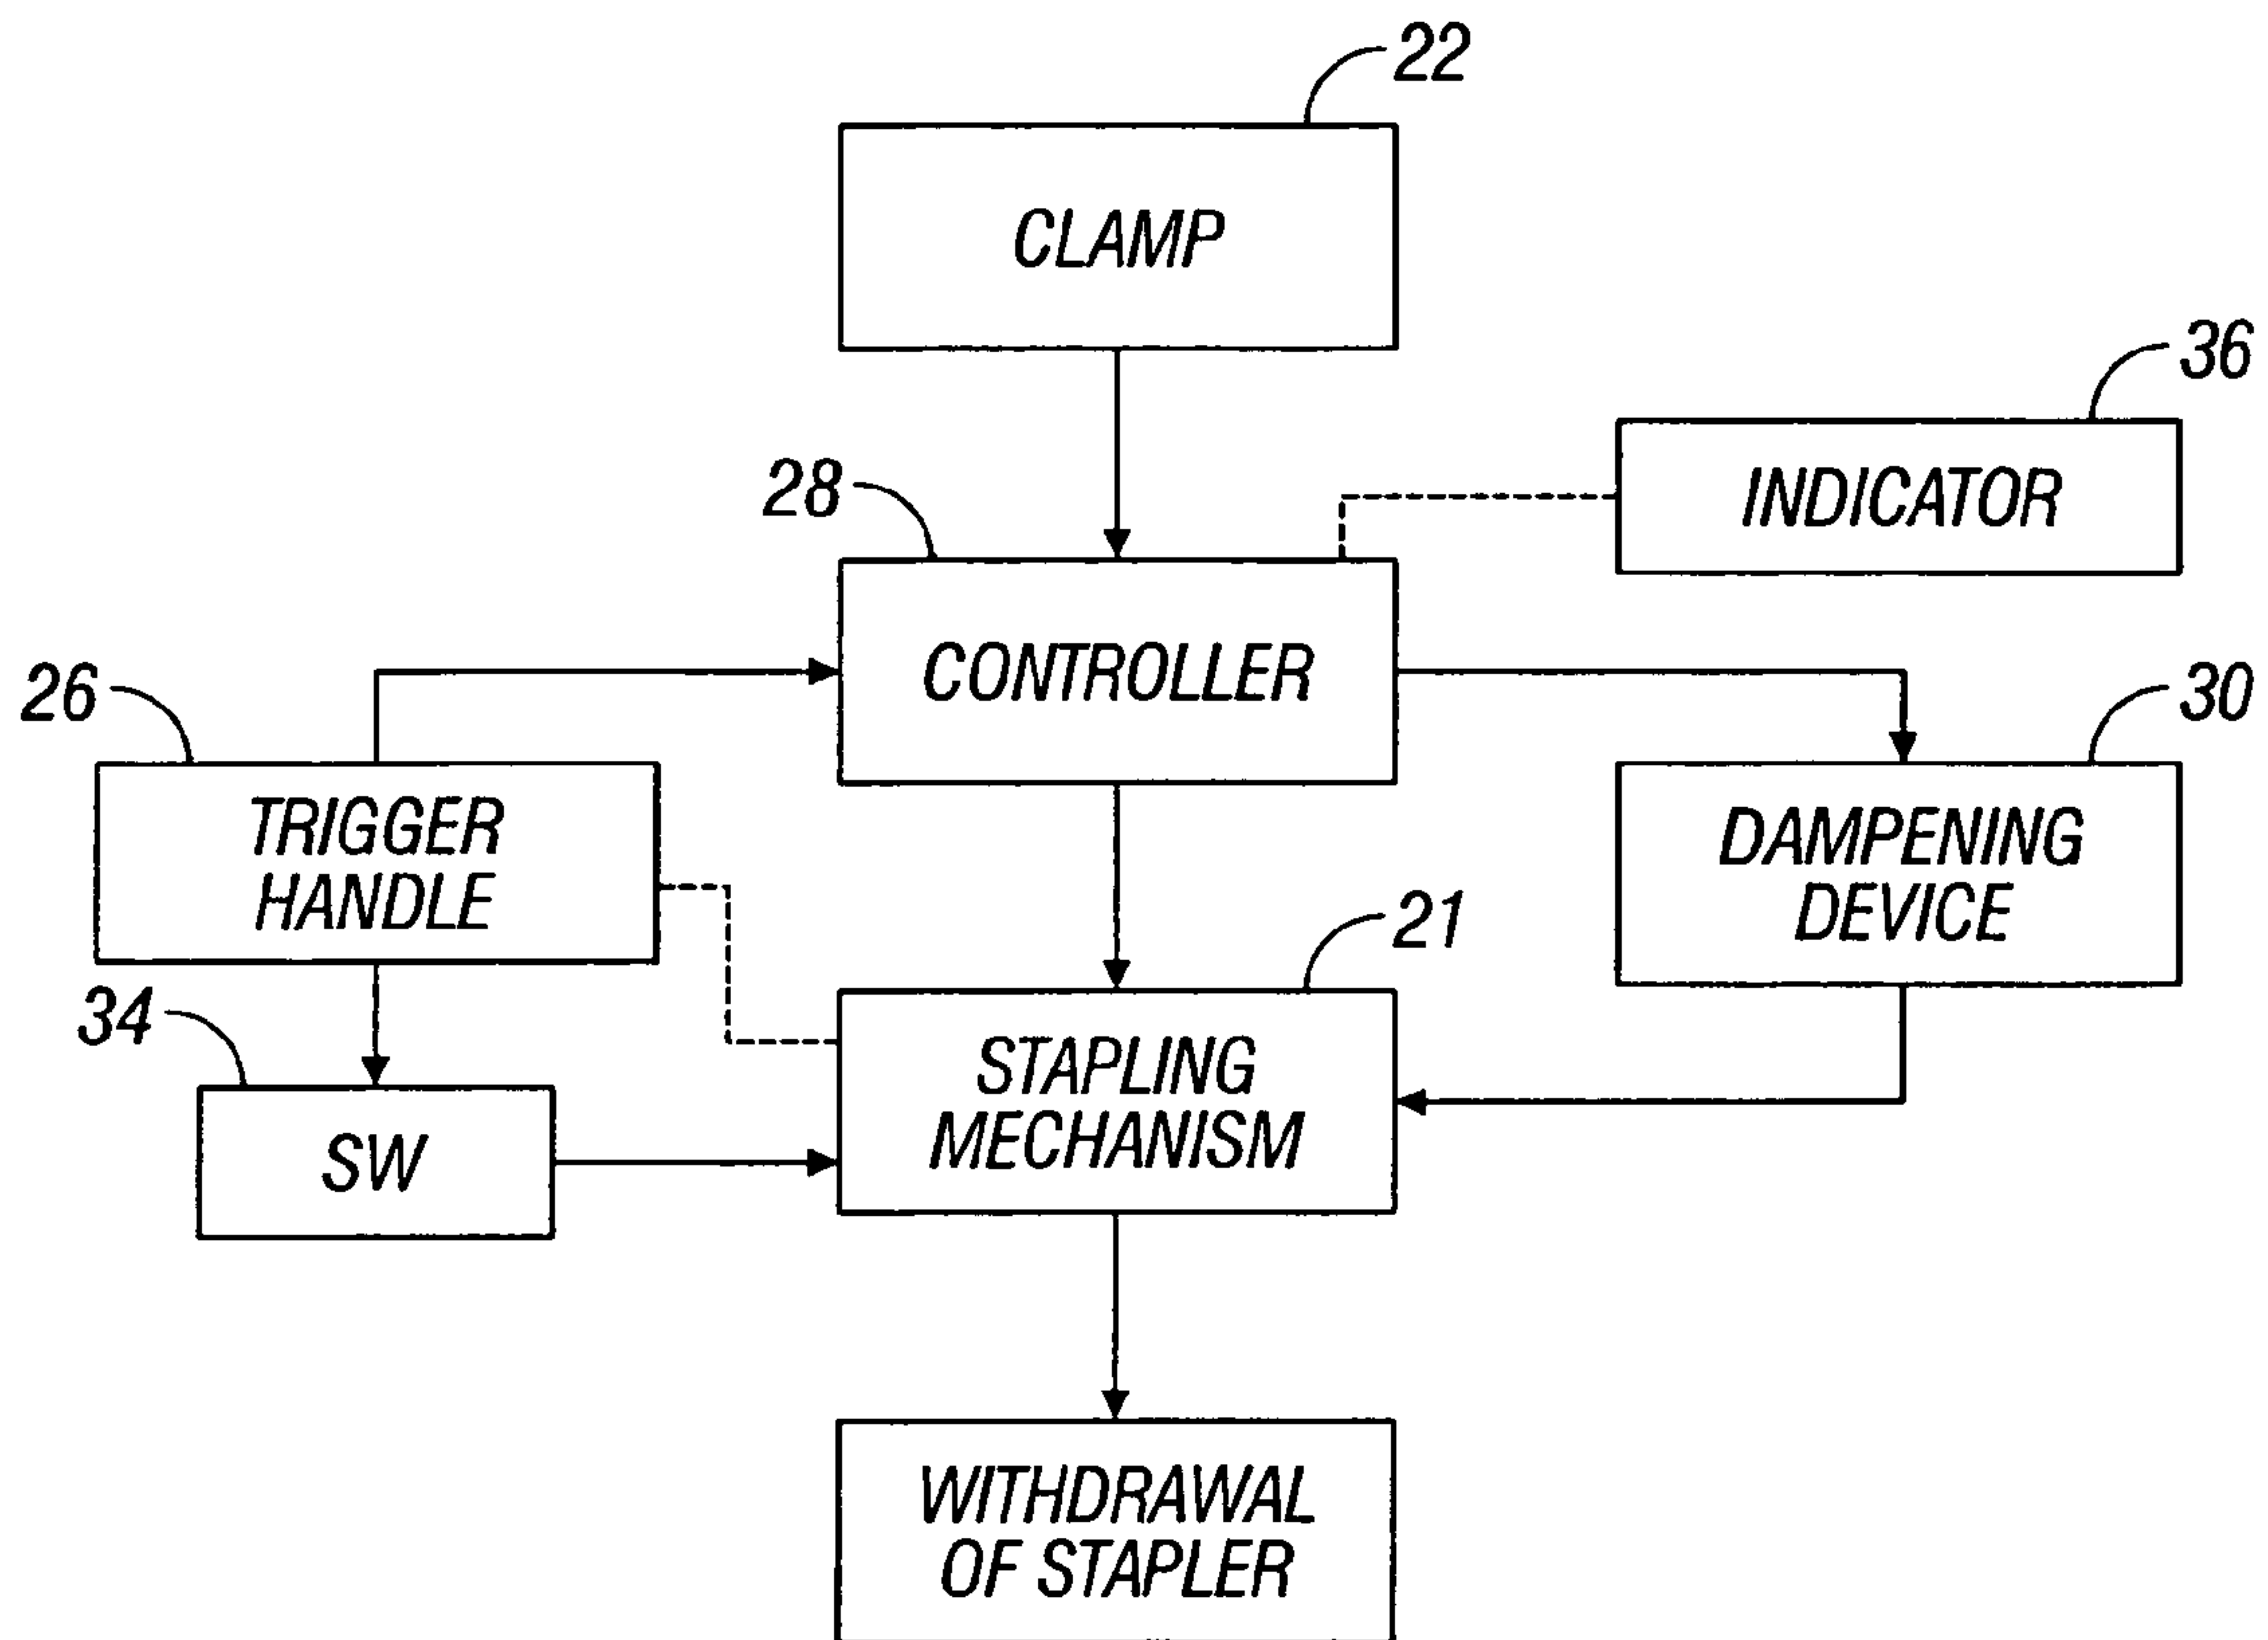 22
CLAMP
36
INDICATOR
28
CONTROLLER
26
TRIGGER
HANDLE
30
DAMPENING
DEVICE
21
STAPLING
MECHANISM
34
SW
WITHDRAWAL
OF STAPLER